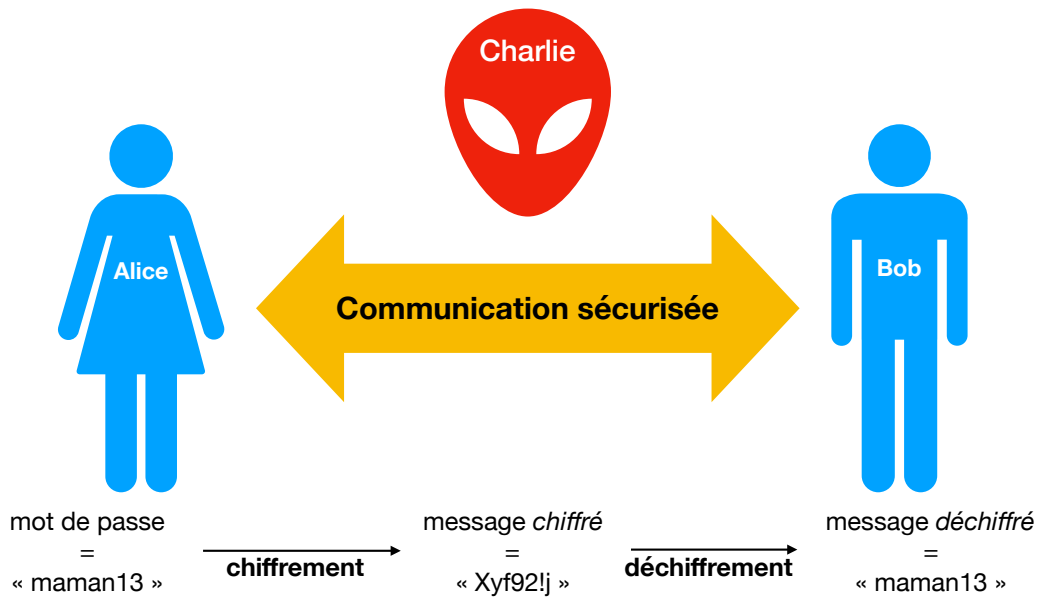 Charlie
Alice
Bob
Communication sécurisée
mot de passe
=
« maman13 »
chiffrement
message chiffré
=
« Xyf92!j »
déchiffrement
message déchiffré
=
« maman13 »